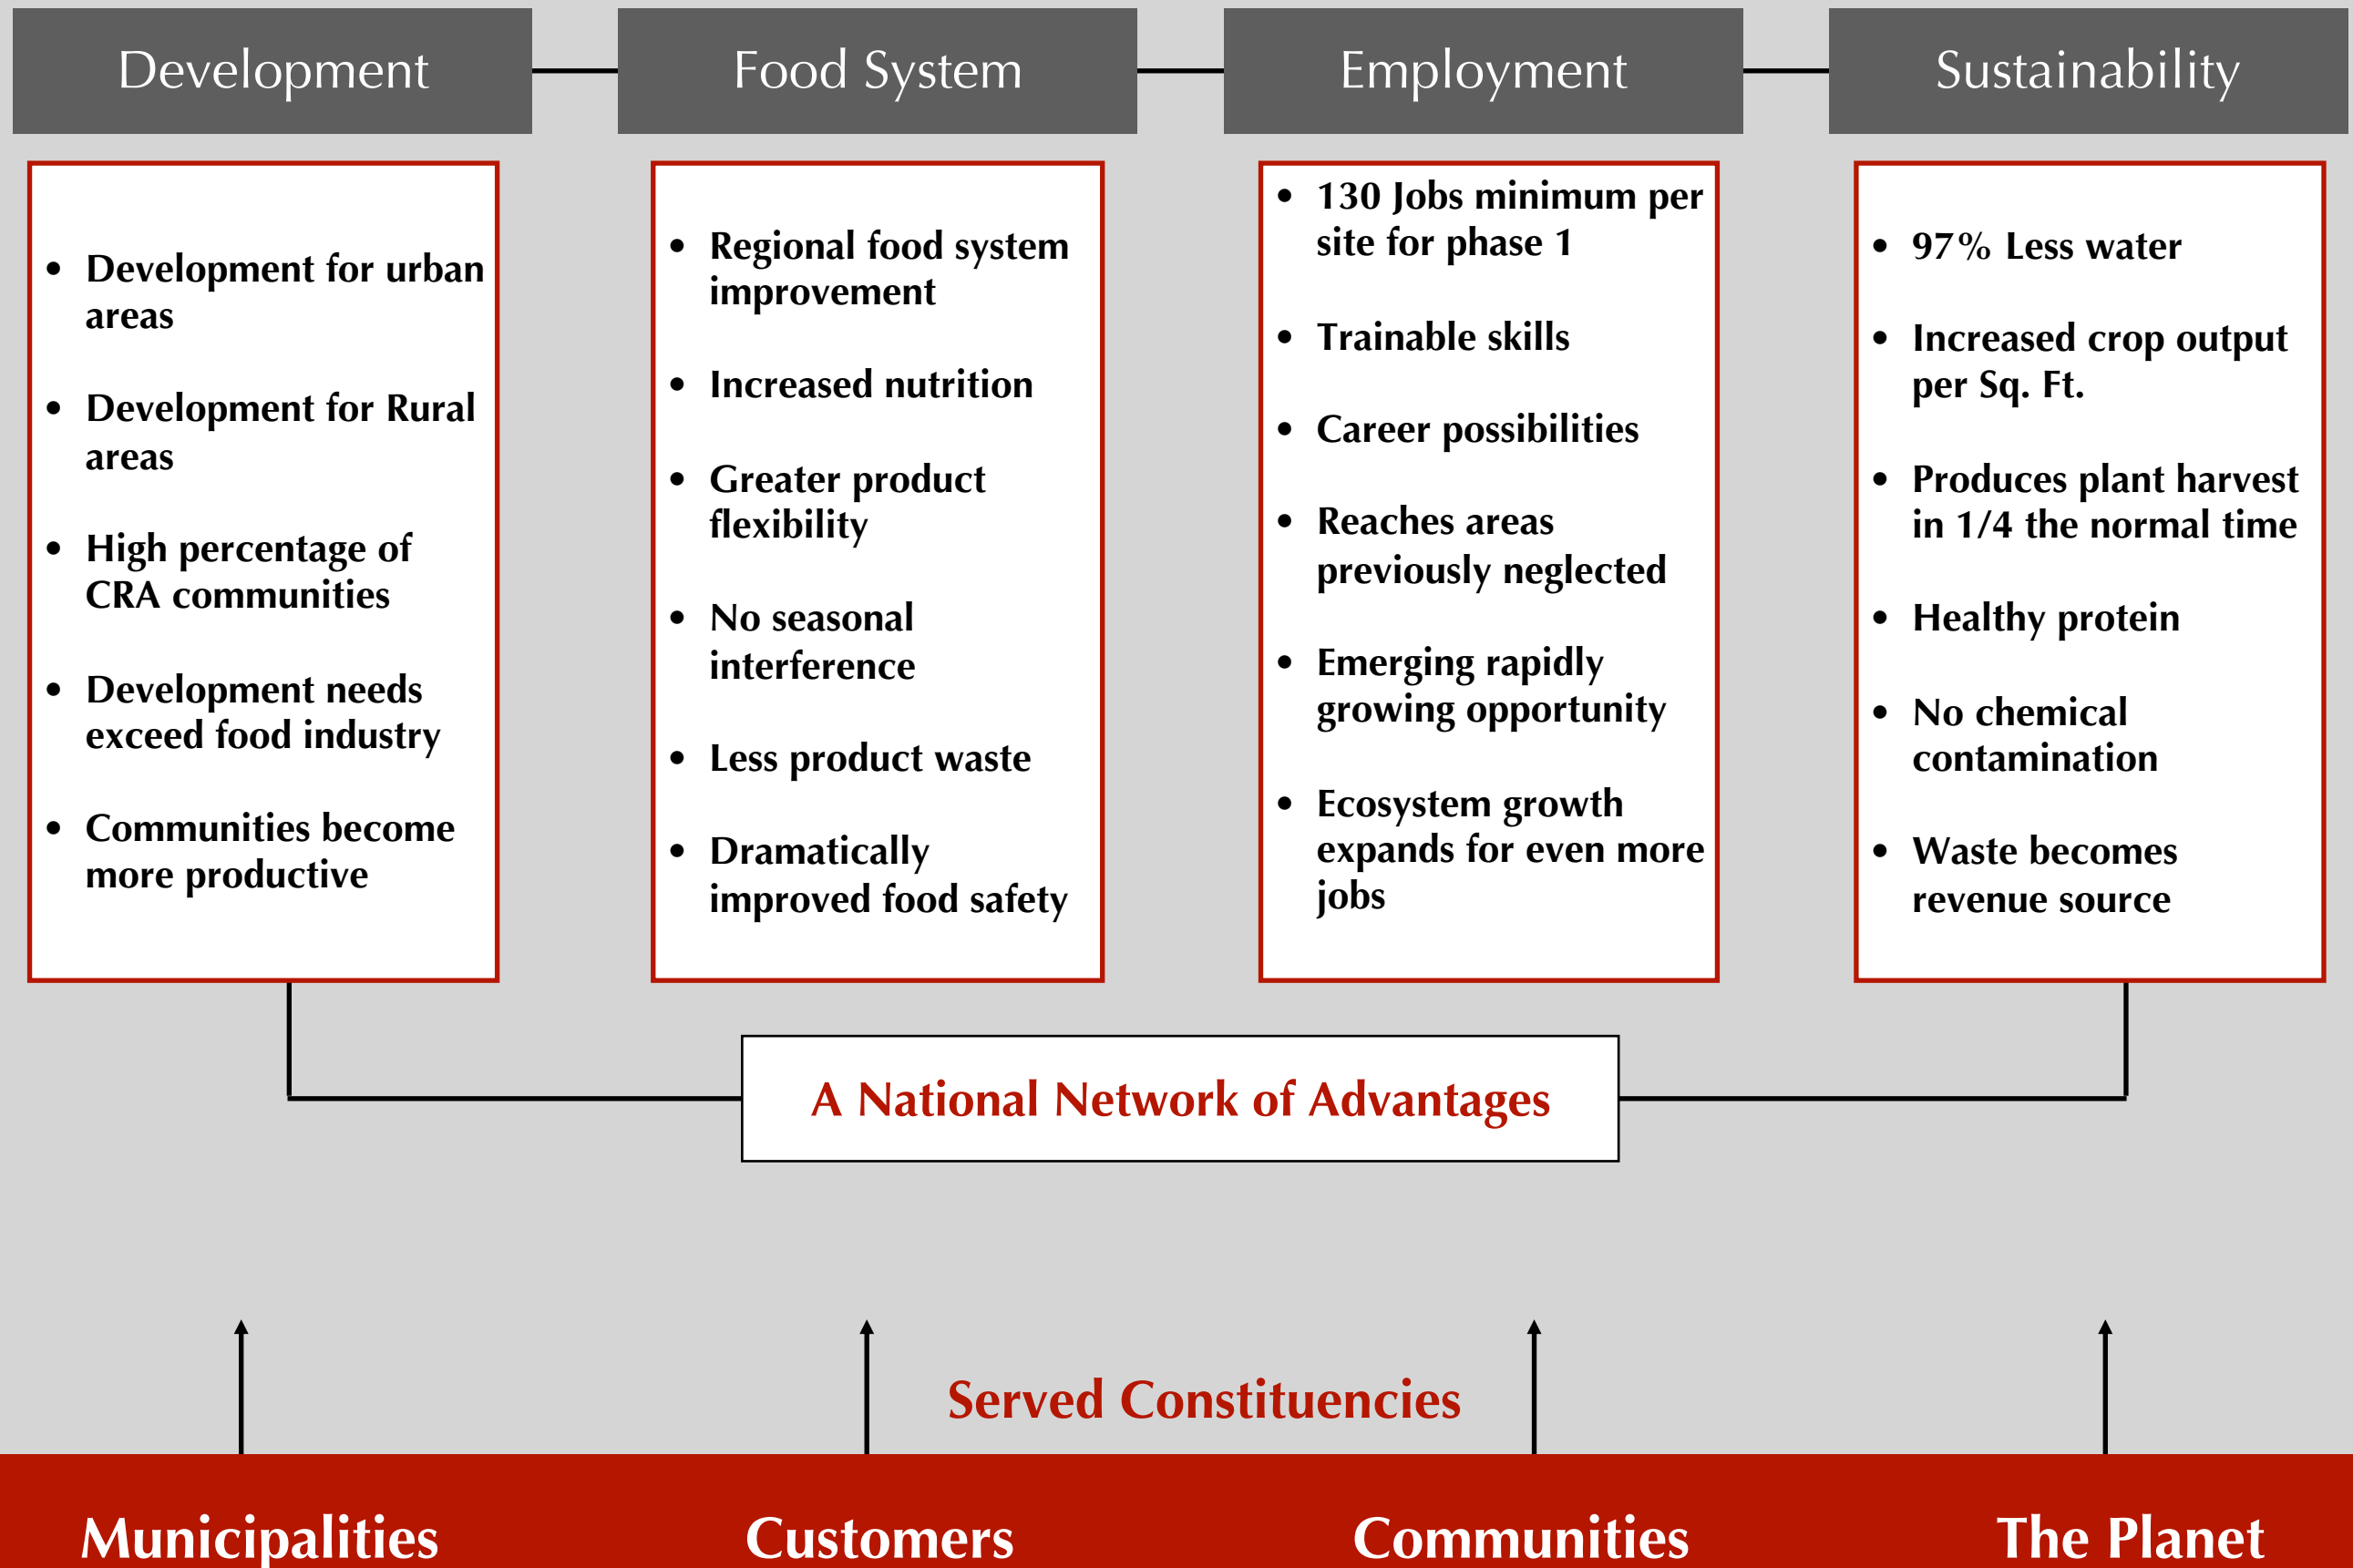 Development
Food System
Employment
Sustainability
• Development for urban
areas
• Development for Rural
areas
• High percentage of
CRA communities
• Development needs
exceed food industry
• Communities become
more productive
• Regional food system
improvement
• Increased nutrition
• Greater product
flexibility
• No seasonal
interference
• Less product waste
• Dramatically
improved food safety
• 130 Jobs minimum per
site for phase 1
• Trainable skills
• Career possibilities
• Reaches areas
previously neglected
• Emerging rapidly
growing opportunity
• Ecosystem growth
expands for even more
jobs
• 97% Less water
• Increased crop output
per Sq. Ft.
• Produces plant harvest
in 1/4 the normal time
• Healthy protein
• No chemical
contamination
• Waste becomes
revenue source
A National Network of Advantages
Served Constituencies
Municipalities
Customers
Communities
The Planet